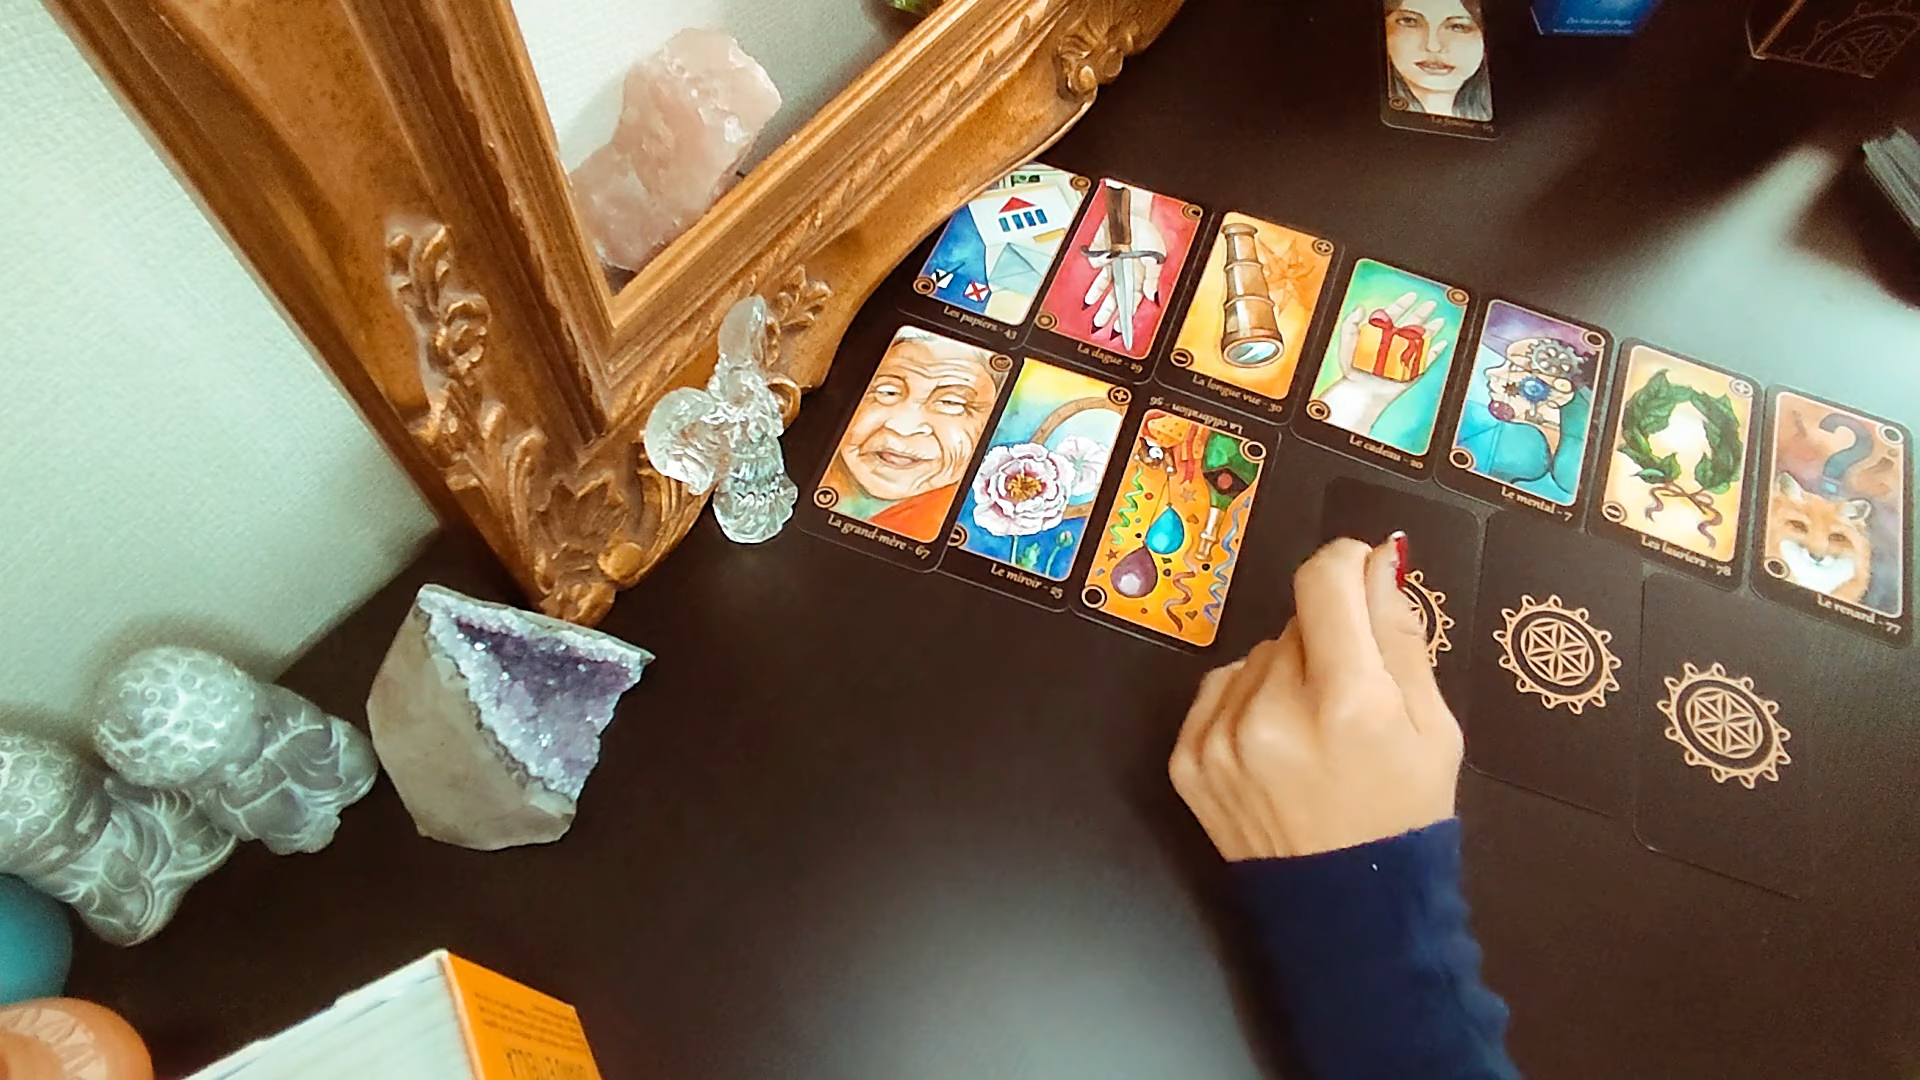 La femme - 65
Les papiers - 43
La dague - 29
La longue vue - 30
Le cadeau - 20
Le mental - 7
Les lauriers - 78
Le renard - 77
La grand-mère - 67
Le miroir - 25
La célébration - 56